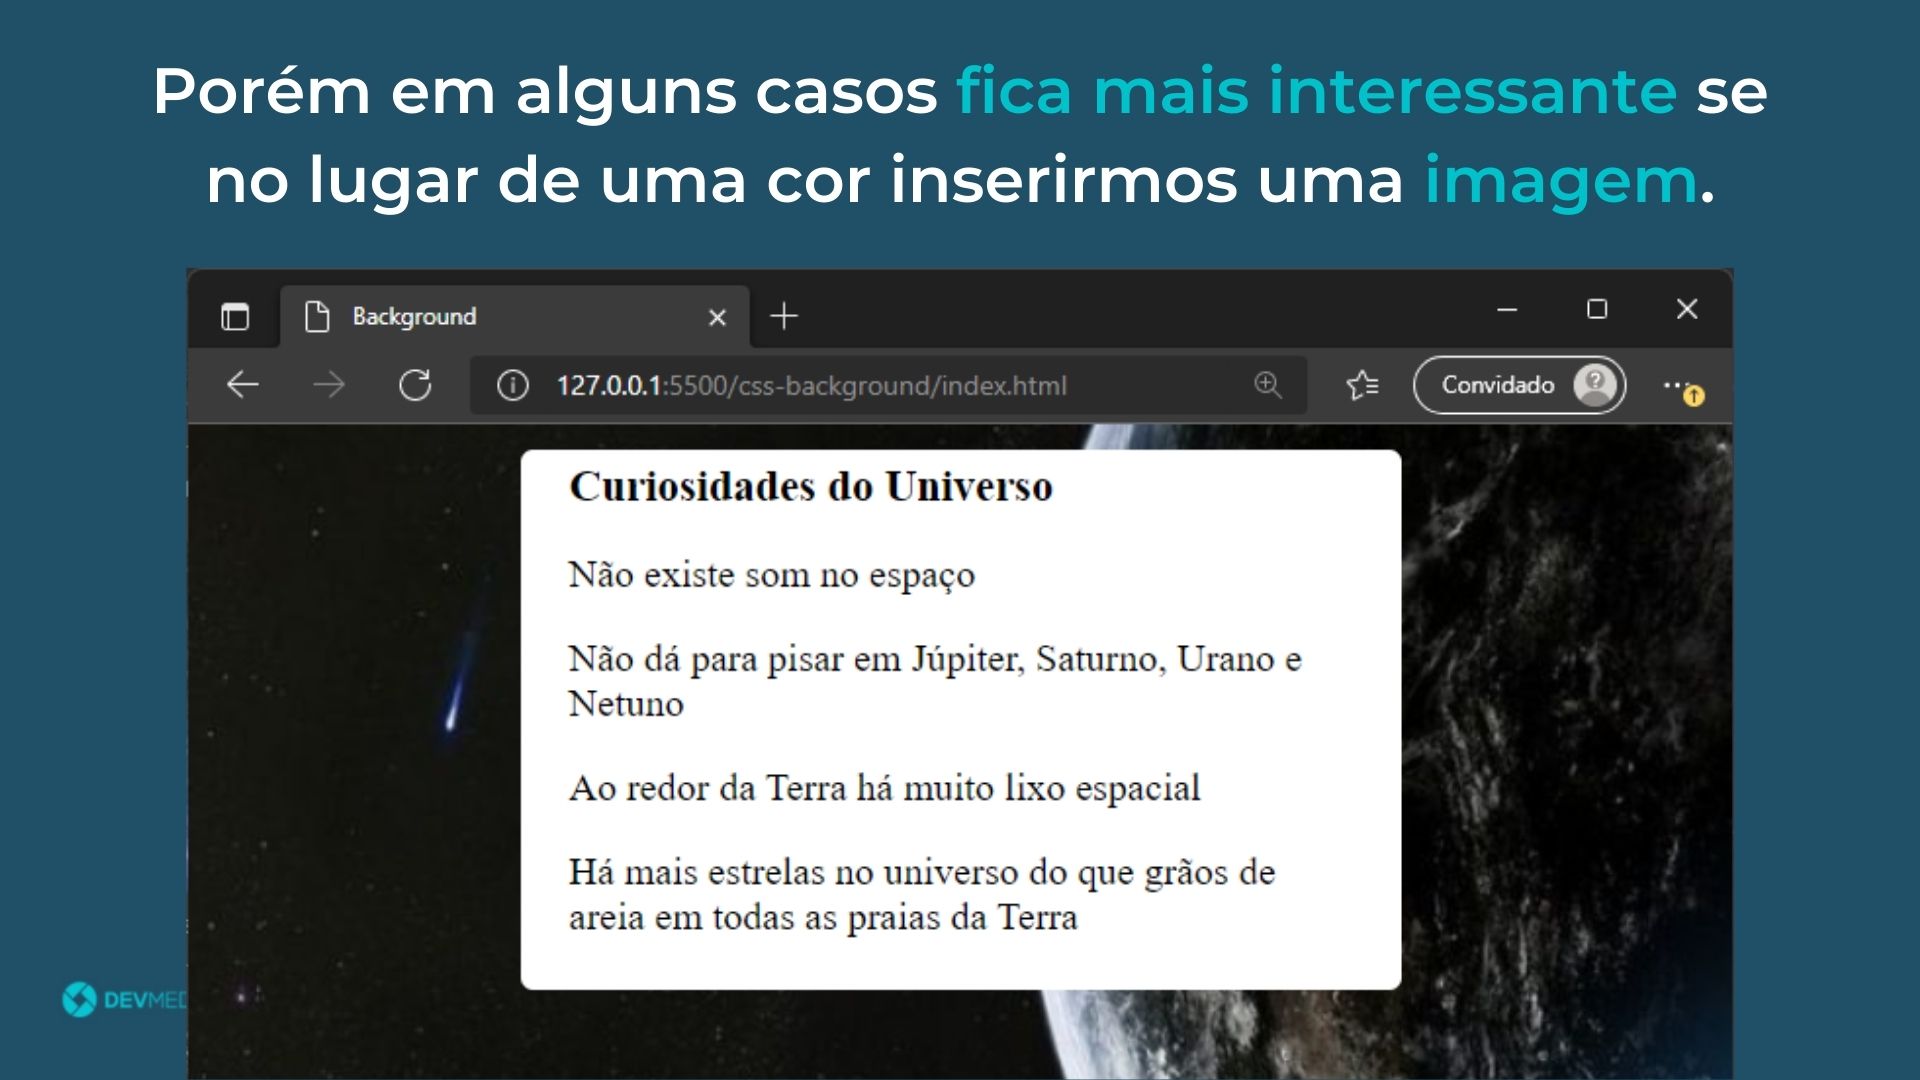 Porém em alguns casos fica mais interessante se
no lugar de uma cor inserirmos uma imagem.
Background
127.0.0.1:5500/css-background/index.html
Convidado
Curiosidades do Universo
Não existe som no espaço
Não dá para pisar em Júpiter, Saturno, Urano e
Netuno
Ao redor da Terra há muito lixo espacial
Há mais estrelas no universo do que grãos de
areia em todas as praias da Terra
DEVMED